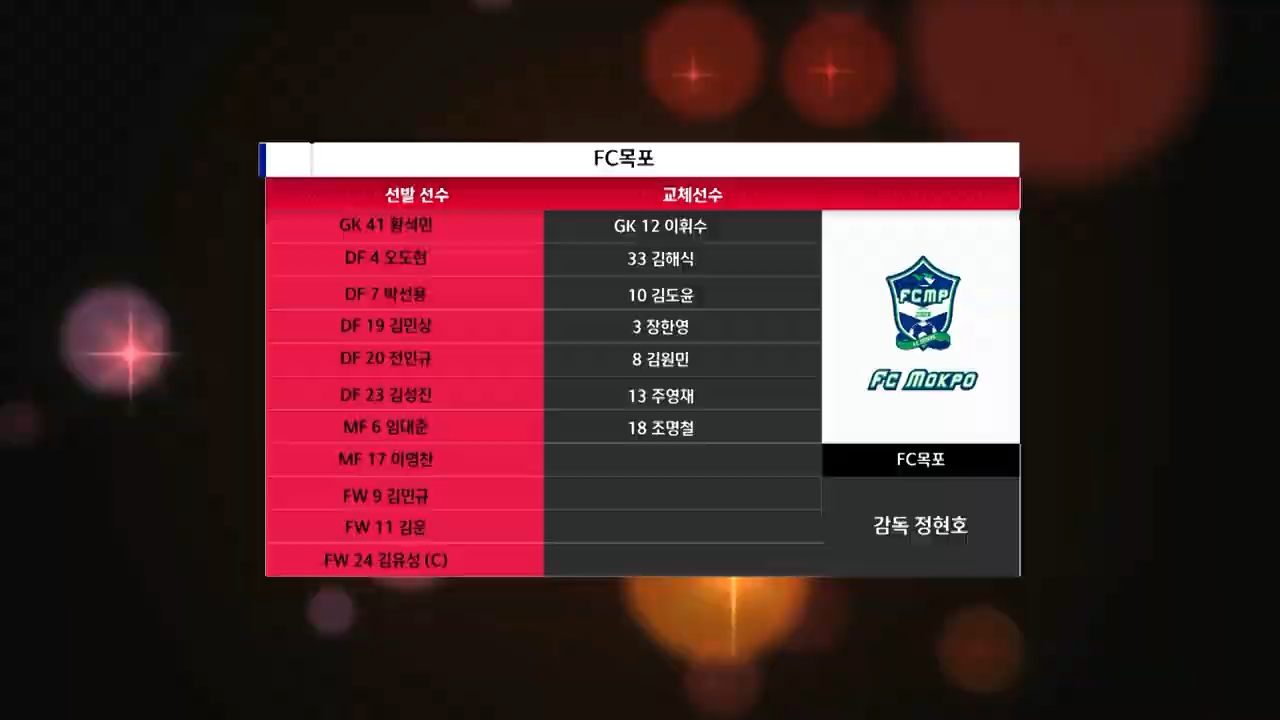 FC목포
선발 선수
교체선수
GK 41 황석민
GK 12 이휘수
DF 4 오도현
33 김해식
DF 7 박선용
10 김도윤
DF 19 김민상
3 장한영
DF 20 전인규
8 김원민
DF 23 김성진
13 주영재
MF 6 임대준
18 조명철
MF 17 이영찬
FW 9 김민규
FW 11 김훈
FW 24 김유성 (C)
FCMP
FC MOKPO
FC목포
감독 정현호